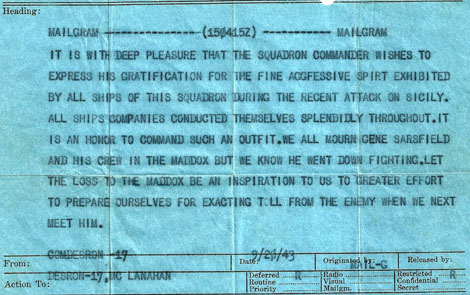 Heading:
MAILGRAM ------------------(150415Z) --------------- MAILGRAM
IT IS WITH DEEP PLEASURE THAT THE SQUADRON COMMANDER WISHES TO
EXPRESS HIS GRATIFICATION FOR THE FINE AGGFESSIVE SPIRT EXHIBITED
BY ALL SHIPS OF THIS SQUADRON DURING THE RECENT ATTACK ON SICILY.
ALL SHIPS COMPANIES CONDUCTED THEMSELVES SPLENDIDLY THROUGHOUT.IT
IS AN HONOR TO COMMAND SUCH AN OUTFIT.WE ALL MOURN GENE SARSFIELD
AND HIS CREW IN THE MADDOX BUT WE KNOW HE WENT DOWN FIGHTING.LET
THE LOSS TO THE MADDOX BE AN INSPIRATION TO US TO GREATER EFFORT
TO PREPARE OURSELVES FOR EXACTING TOLL FROM THE ENEMY WHEN WE NEXT
MEET HIM.
From: COMDESRON -17 Date: 9/20/43 Originated by: MAIL-G Released by:
Action To: DESRON-17,MC LANAHAN Deferred R Radio Restricted R
Routine Visual Confidential
Priority Mailgm. Secret